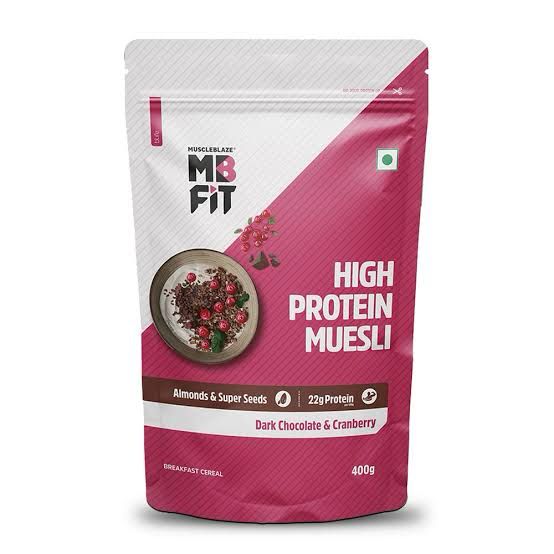 MUSCLEBLAZE®
MB
FIT
HIGH
PROTEIN
MUESLI
Almonds & Super Seeds
22g Protein
Dark Chocolate & Cranberry
BREAKFAST CEREAL
400g